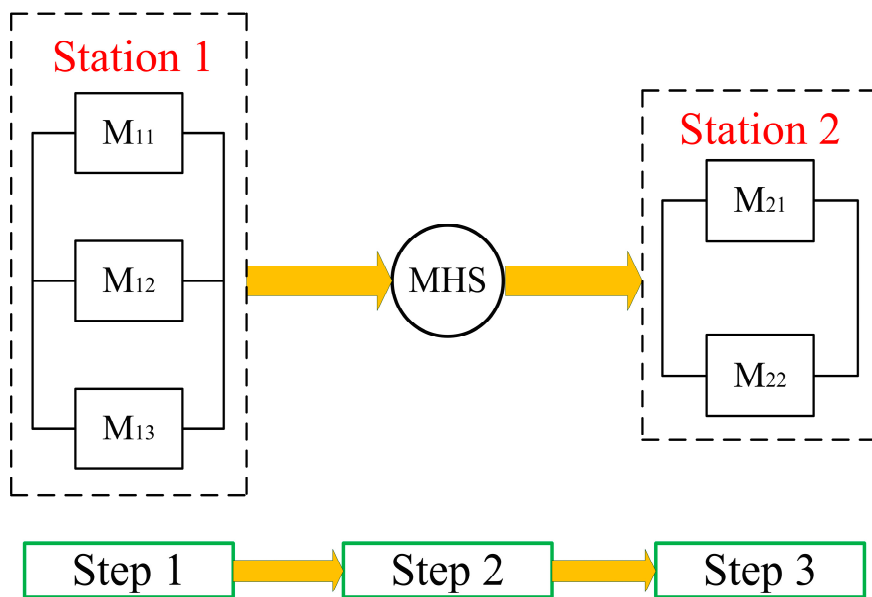 Station 1
M11
M12
M13
MHS
Station 2
M21
M22
Step 1
Step 2
Step 3